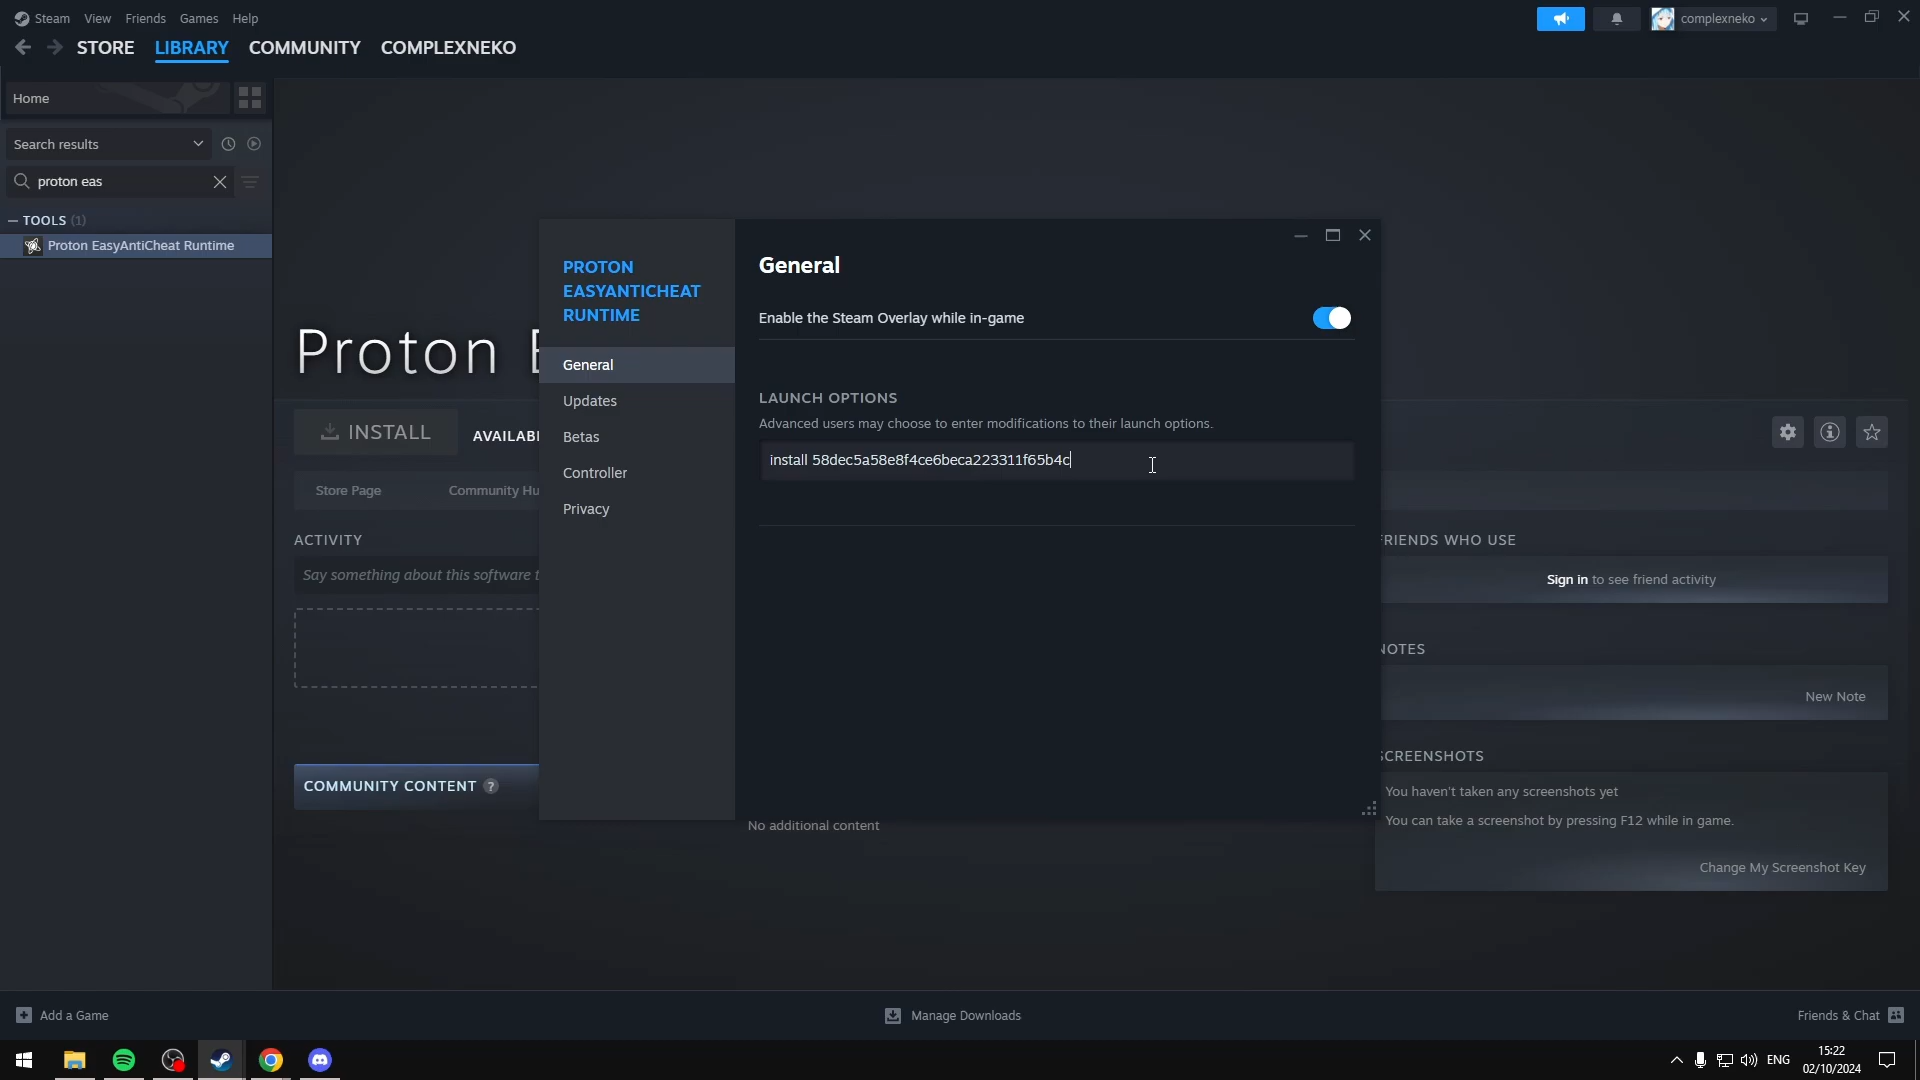 Steam View Friends Games Help
complexneko
STORE LIBRARY COMMUNITY COMPLEXNEKO
Home
Search results
proton eas
TOOLS (1)
Proton EasyAntiCheat Runtime
Proton E
INSTALL
AVAILAB
Store Page Community Hu
ACTIVITY
Say something about this software t
COMMUNITY CONTENT ?
PROTON
EASYANTICHEAT
RUNTIME
General
Updates
Betas
Controller
Privacy
General
Enable the Steam Overlay while in-game
LAUNCH OPTIONS
Advanced users may choose to enter modifications to their launch options.
install 58dec5a58e8f4ce6beca223311f65b4c
No additional content
FRIENDS WHO USE
Sign in to see friend activity
NOTES
New Note
SCREENSHOTS
You haven't taken any screenshots yet
You can take a screenshot by pressing F12 while in game.
Change My Screenshot Key
Add a Game
Manage Downloads
Friends & Chat
ENG
15:22
02/10/2024